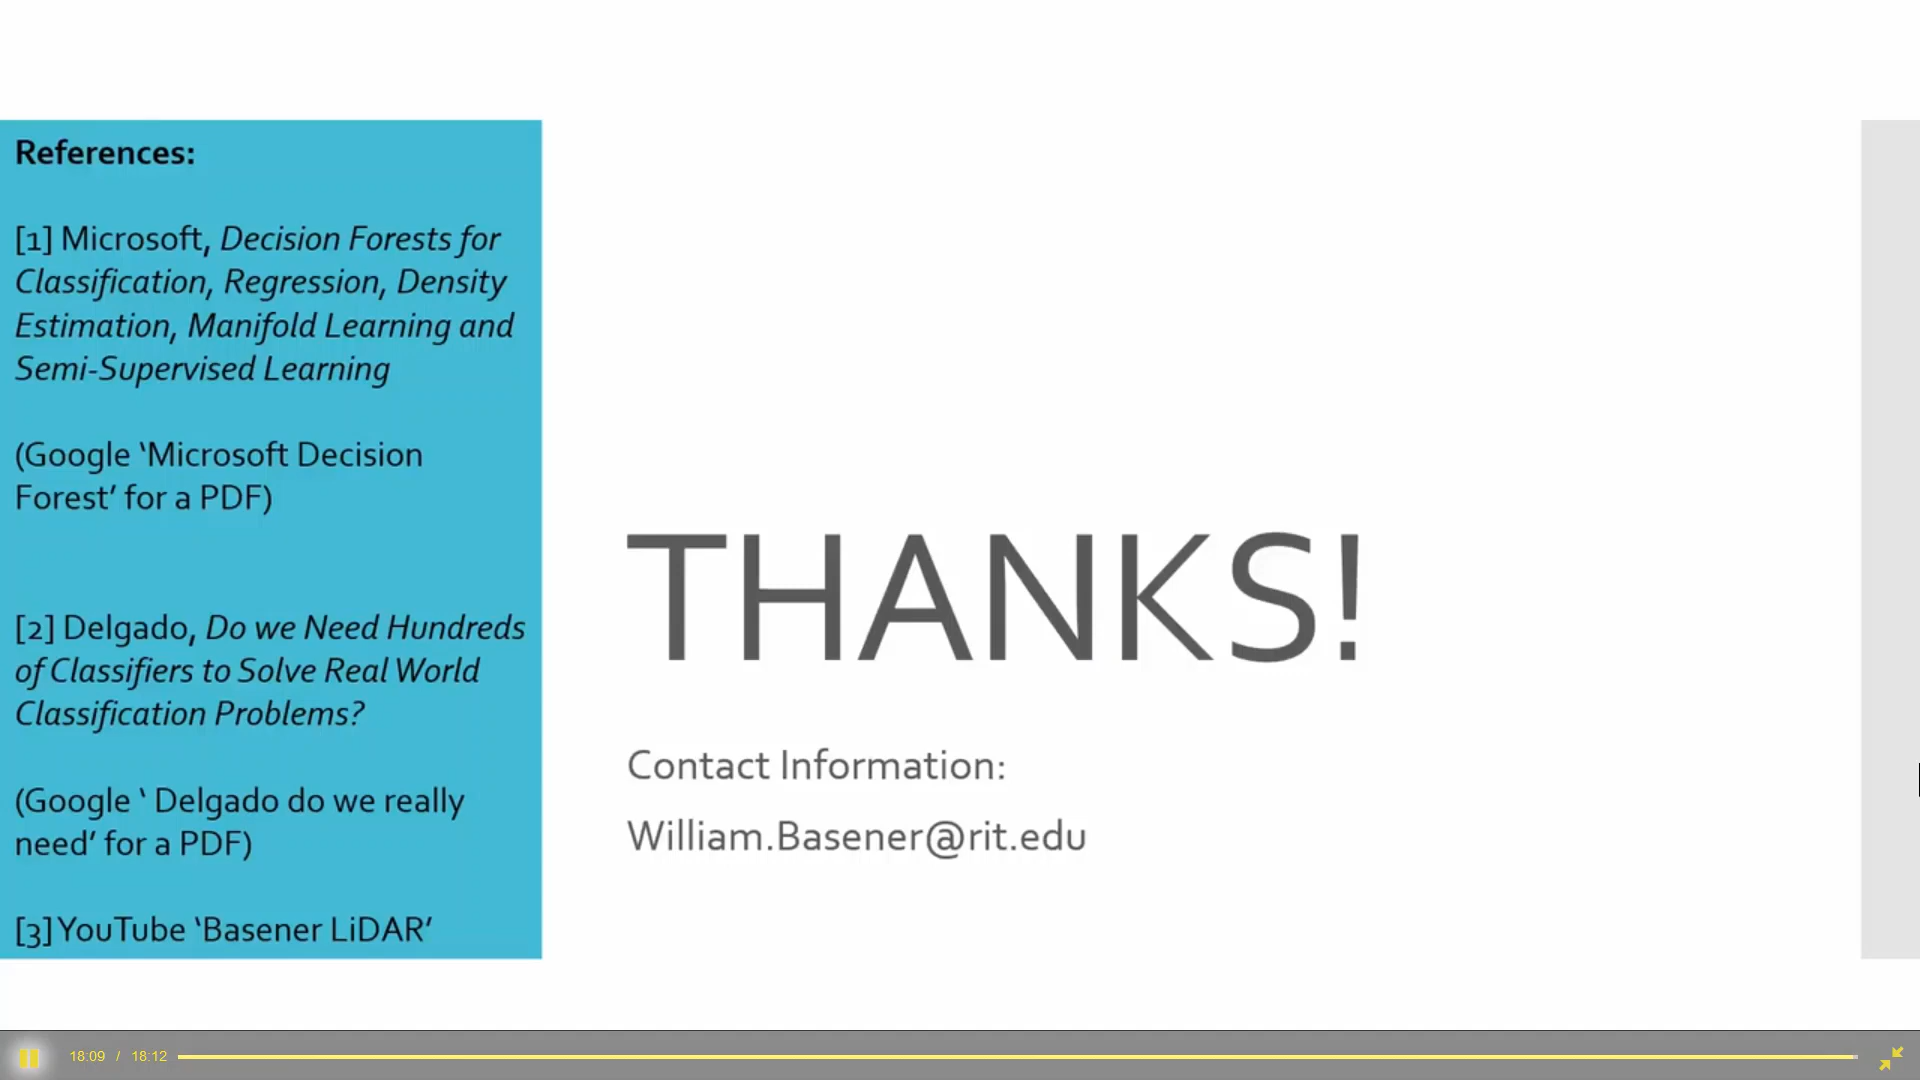 References:
[1] Microsoft, Decision Forests for
Classification, Regression, Density
Estimation, Manifold Learning and
Semi-Supervised Learning
(Google ‘Microsoft Decision
Forest’ for a PDF)
[2] Delgado, Do we Need Hundreds
of Classifiers to Solve Real World
Classification Problems?
(Google ‘ Delgado do we really
need’ for a PDF)
[3] YouTube ‘Basener LiDAR’
THANKS!
Contact Information:
William.Basener@rit.edu
18:09 / 18:12